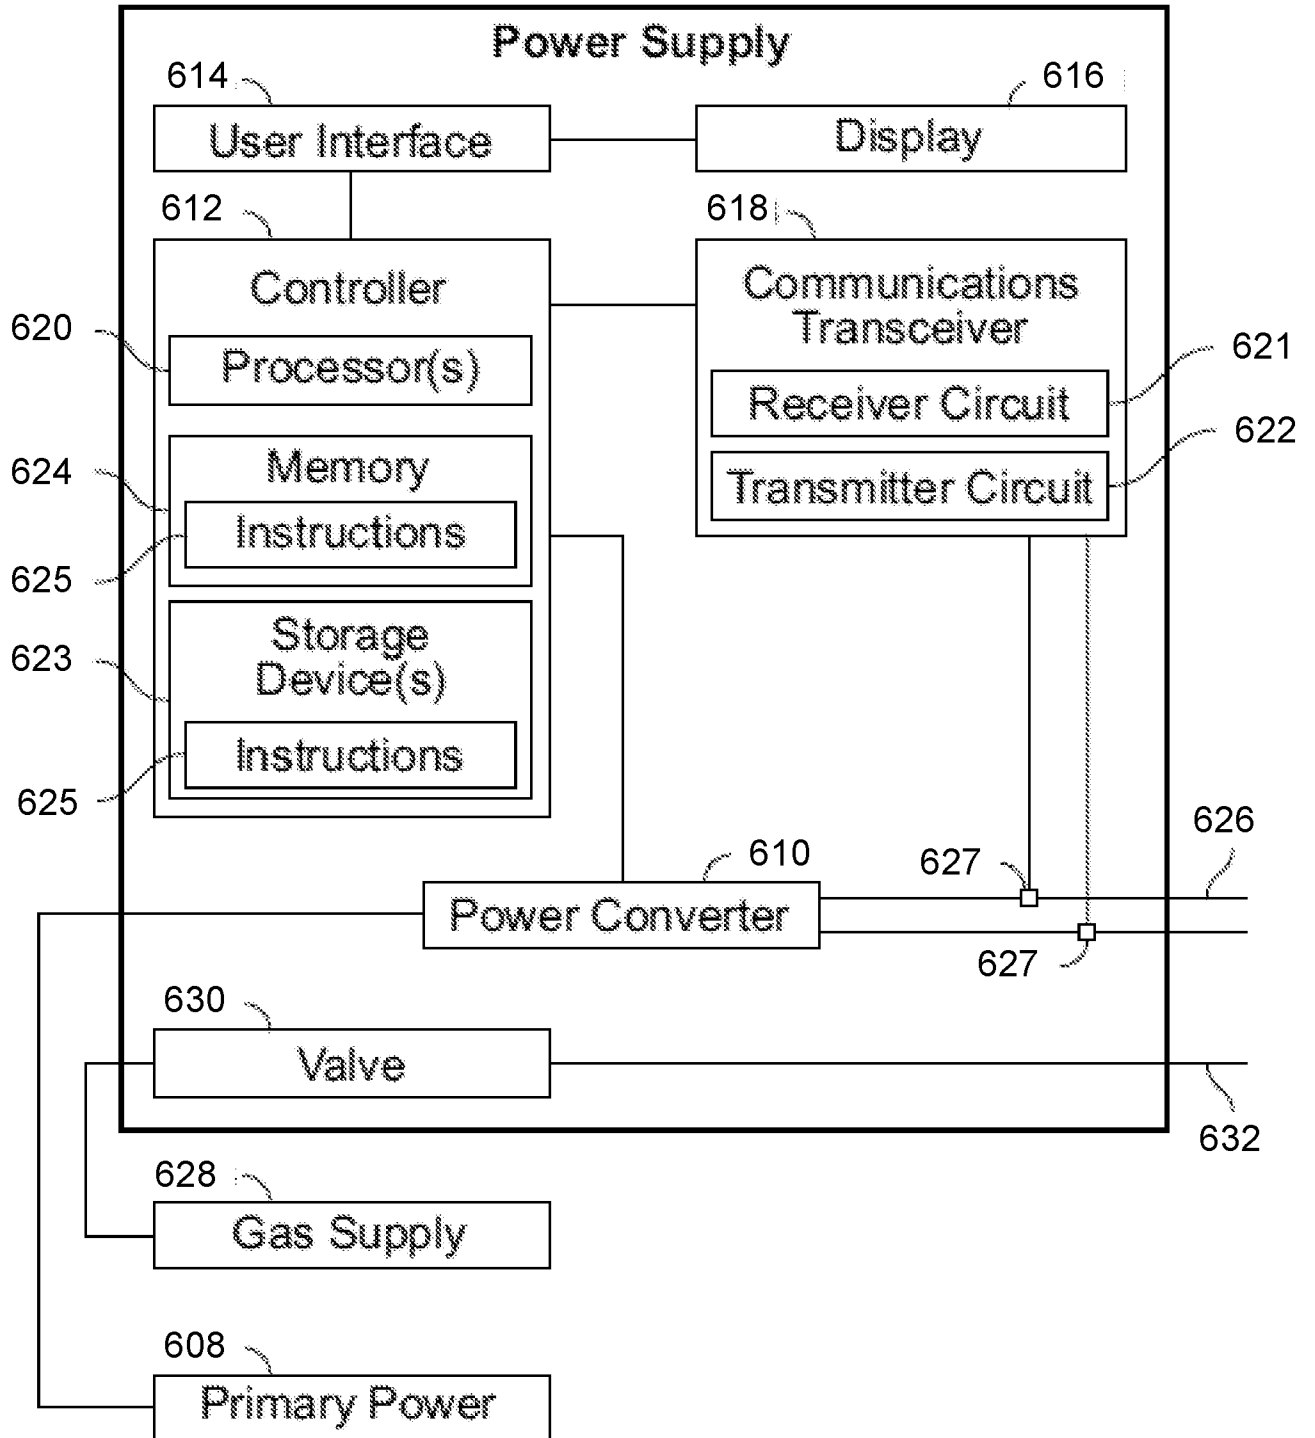 Power Supply
614
616
User Interface
Display
612
618
Controller
Communications
Transceiver
620
Processor(s)
621
Receiver Circuit
622
624
Memory
Transmitter Circuit
Instructions
625
Storage
Device(s)
623
Instructions
625
626
610
627
Power Converter
627
630
Valve
632
628
Gas Supply
608
Primary Power